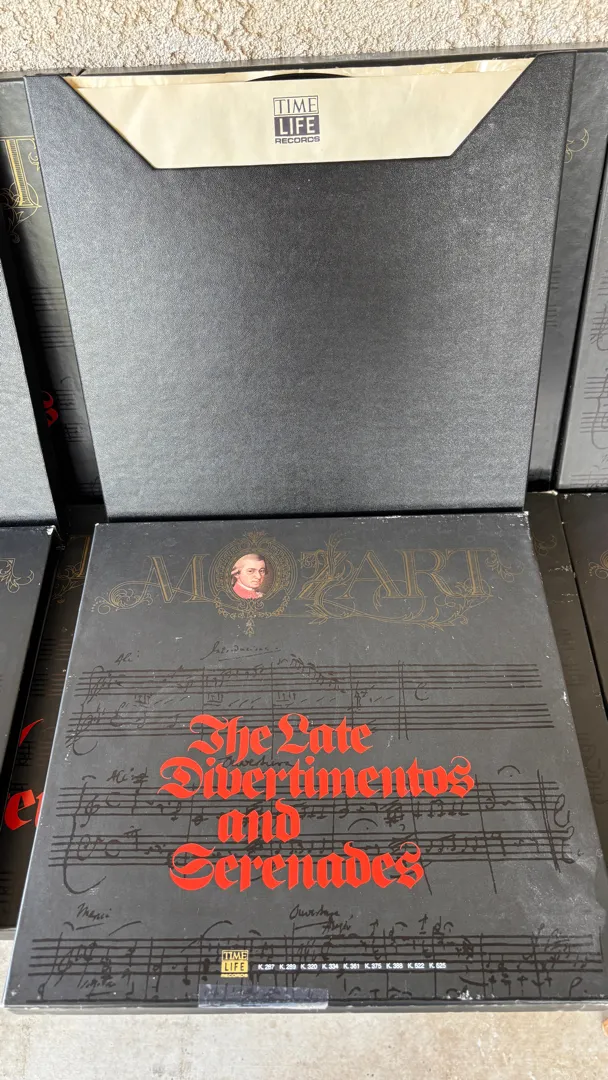 TIME
LIFE
RECORDS
MOZART
The Late
Divertimentos
and
Serenades
TIME
LIFE
RECORDS
K. 287 K. 289 K. 320 K. 334 K. 361 K. 375 K. 388 K. 522 K. 525